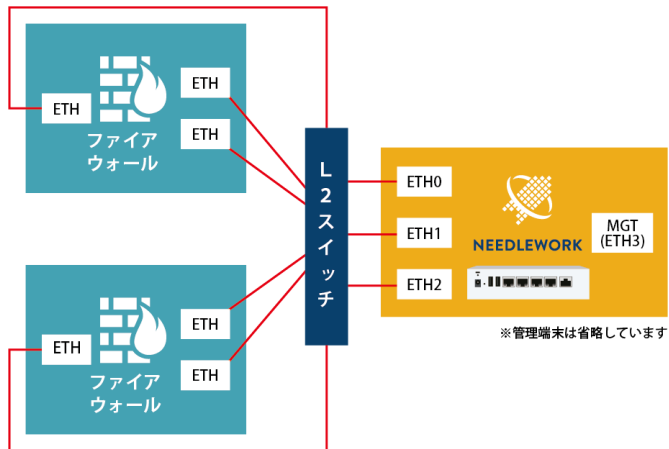 ETH
ETH
ETH
ファイア
ウォール
L2スイッチ
ETH0
ETH1
ETH2
NEEDLEWORK
MGT
(ETH3)
※管理端末は省略しています
ETH
ETH
ETH
ファイア
ウォール